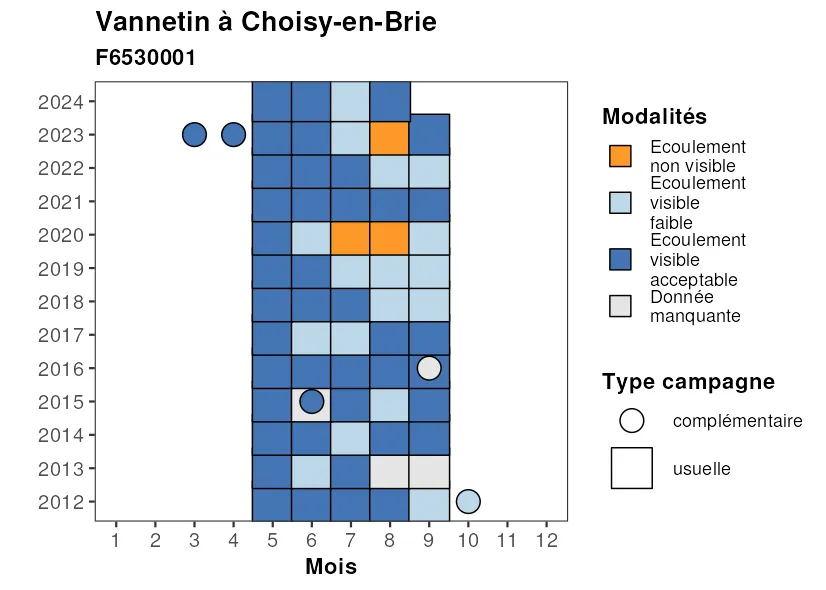 Vannetin à Choisy-en-Brie
F6530001
2024
2023
2022
2021
2020
2019
2018
2017
2016
2015
2014
2013
2012
1 2 3 4 5 6 7 8 9 10 11 12
Mois
Modalités
Ecoulement
non visible
Ecoulement
visible
faible
Ecoulement
visible
acceptable
Donnée
manquante
Type campagne
complémentaire
usuelle